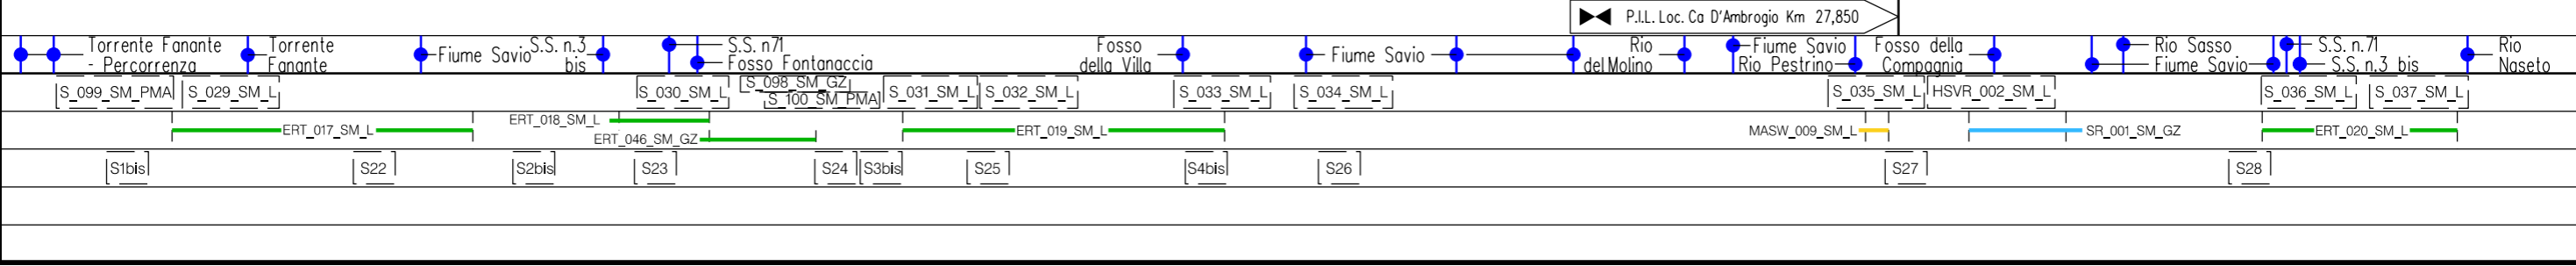 P.I.L. Loc. Ca D'Ambrogio Km 27,850
Torrente Fanante
- Percorrenza
Torrente
Fanante
Fiume Savio
S.S. n.3
bis
S.S. n71
Fosso Fontanaccia
Fosso
della Villa
Fiume Savio
Rio
del Molino
Fiume Savio
Rio Pestrino
Fosso della
Compagnia
Rio Sasso
Fiume Savio
S.S. n.71
S.S. n.3 bis
Rio
Naseto
S_099_SM_PMA
S_029_SM_L
S_030_SM_L
S_098_SM_GZ
S_100_SM_PMA
S_031_SM_L
S_032_SM_L
S_033_SM_L
S_034_SM_L
S_035_SM_L
HSVR_002_SM_L
S_036_SM_L
S_037_SM_L
ERT_017_SM_L
ERT_018_SM_L
ERT_046_SM_GZ
ERT_019_SM_L
MASW_009_SM_L
SR_001_SM_GZ
ERT_020_SM_L
S1bis
S22
S2bis
S23
S24
S3bis
S25
S4bis
S26
S27
S28